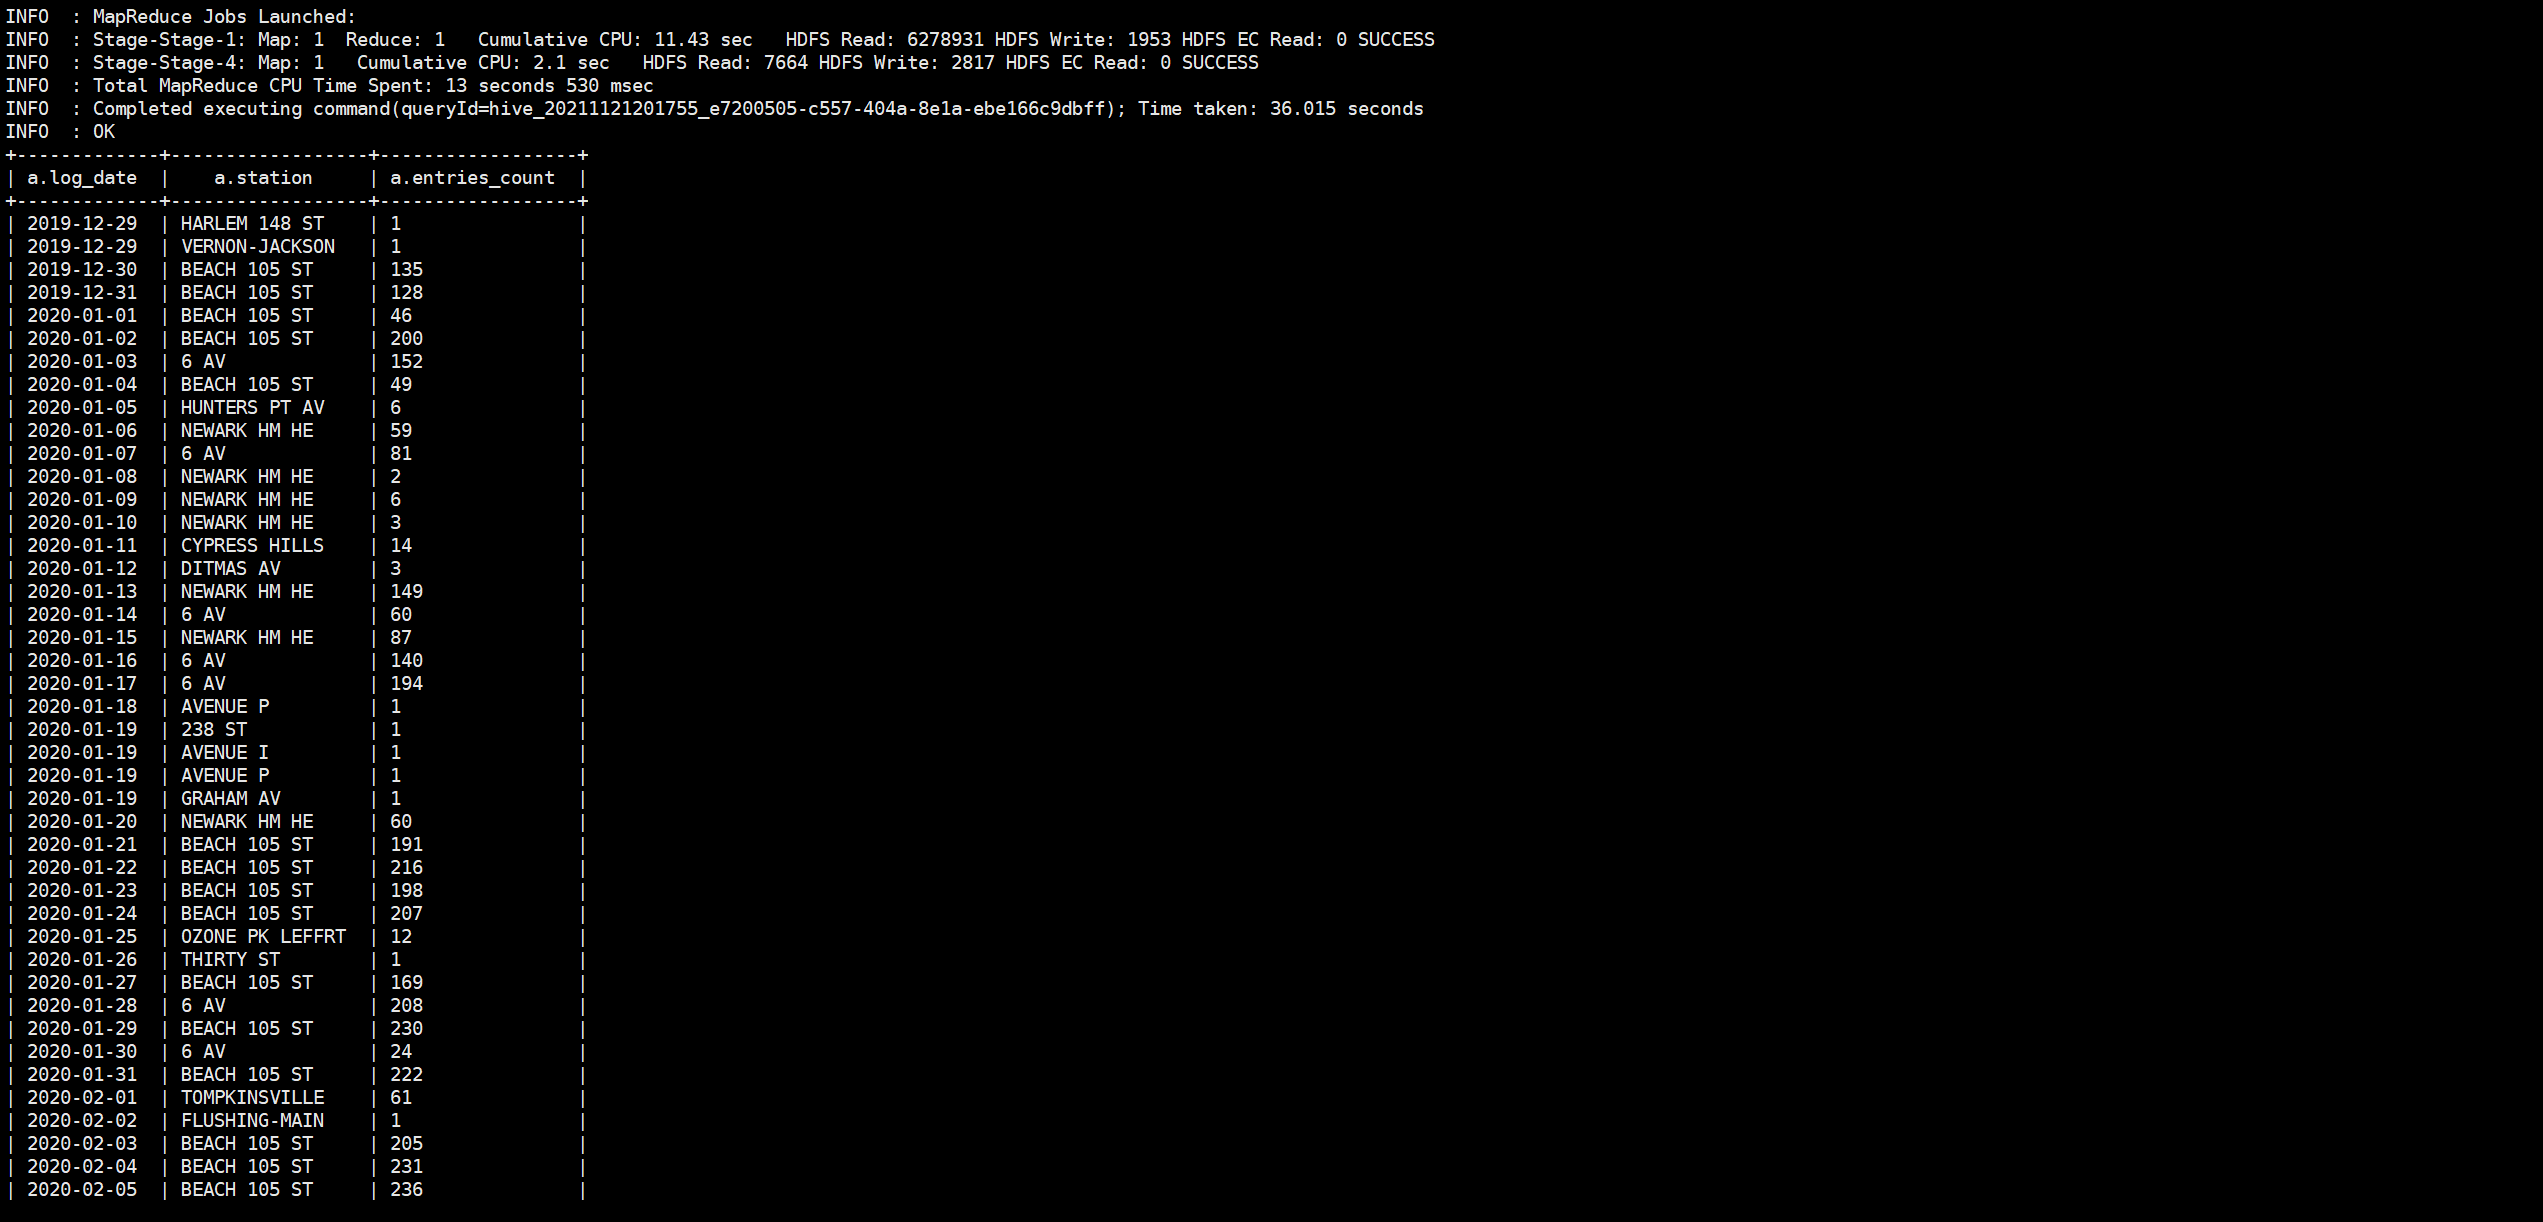 INFO  : MapReduce Jobs Launched:
INFO  : Stage-Stage-1: Map: 1  Reduce: 1   Cumulative CPU: 11.43 sec   HDFS Read: 6278931 HDFS Write: 1953 HDFS EC Read: 0 SUCCESS
INFO  : Stage-Stage-4: Map: 1   Cumulative CPU: 2.1 sec   HDFS Read: 7664 HDFS Write: 2817 HDFS EC Read: 0 SUCCESS
INFO  : Total MapReduce CPU Time Spent: 13 seconds 530 msec
INFO  : Completed executing command(queryId=hive_20211121201755_e7200505-c557-404a-8e1a-ebe166c9dbff); Time taken: 36.015 seconds
INFO  : OK
+-------------+------------------+------------------+
| a.log_date  |    a.station     | a.entries_count  |
+-------------+------------------+------------------+
| 2019-12-29  | HARLEM 148 ST    | 1                |
| 2019-12-29  | VERNON-JACKSON   | 1                |
| 2019-12-30  | BEACH 105 ST     | 135              |
| 2019-12-31  | BEACH 105 ST     | 128              |
| 2020-01-01  | BEACH 105 ST     | 46               |
| 2020-01-02  | BEACH 105 ST     | 200              |
| 2020-01-03  | 6 AV             | 152              |
| 2020-01-04  | BEACH 105 ST     | 49               |
| 2020-01-05  | HUNTERS PT AV    | 6                |
| 2020-01-06  | NEWARK HM HE     | 59               |
| 2020-01-07  | 6 AV             | 81               |
| 2020-01-08  | NEWARK HM HE     | 2                |
| 2020-01-09  | NEWARK HM HE     | 6                |
| 2020-01-10  | NEWARK HM HE     | 3                |
| 2020-01-11  | CYPRESS HILLS    | 14               |
| 2020-01-12  | DITMAS AV        | 3                |
| 2020-01-13  | NEWARK HM HE     | 149              |
| 2020-01-14  | 6 AV             | 60               |
| 2020-01-15  | NEWARK HM HE     | 87               |
| 2020-01-16  | 6 AV             | 140              |
| 2020-01-17  | 6 AV             | 194              |
| 2020-01-18  | AVENUE P         | 1                |
| 2020-01-19  | 238 ST           | 1                |
| 2020-01-19  | AVENUE I         | 1                |
| 2020-01-19  | AVENUE P         | 1                |
| 2020-01-19  | GRAHAM AV        | 1                |
| 2020-01-20  | NEWARK HM HE     | 60               |
| 2020-01-21  | BEACH 105 ST     | 191              |
| 2020-01-22  | BEACH 105 ST     | 216              |
| 2020-01-23  | BEACH 105 ST     | 198              |
| 2020-01-24  | BEACH 105 ST     | 207              |
| 2020-01-25  | OZONE PK LEFFRT  | 12               |
| 2020-01-26  | THIRTY ST        | 1                |
| 2020-01-27  | BEACH 105 ST     | 169              |
| 2020-01-28  | 6 AV             | 208              |
| 2020-01-29  | BEACH 105 ST     | 230              |
| 2020-01-30  | 6 AV             | 24               |
| 2020-01-31  | BEACH 105 ST     | 222              |
| 2020-02-01  | TOMPKINSVILLE    | 61               |
| 2020-02-02  | FLUSHING-MAIN    | 1                |
| 2020-02-03  | BEACH 105 ST     | 205              |
| 2020-02-04  | BEACH 105 ST     | 231              |
| 2020-02-05  | BEACH 105 ST     | 236              |